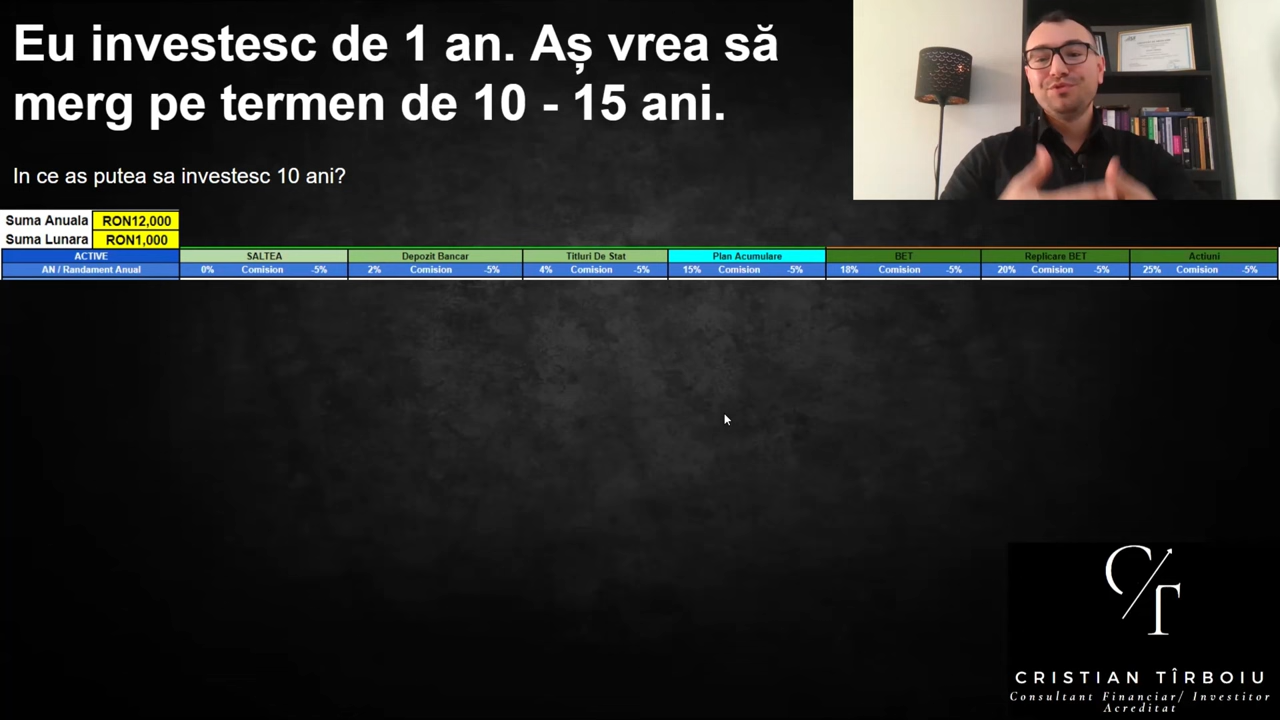 Eu investesc de 1 an. Aș vrea să
merg pe termen de 10 - 15 ani.
In ce as putea sa investesc 10 ani?
Suma Anuala RON12,000
Suma Lunara RON1,000
ACTIVE SALTEA Depozit Bancar Titluri De Stat Plan Acumulare BET Replicare BET Actiuni
AN / Randament Anual 0% Comision -5% 2% Comision -5% 4% Comision -5% 15% Comision -5% 18% Comision -5% 20% Comision -5% 25% Comision -5%
CT
CRISTIAN TÎRBOIU
Consultant Financiar/ Investitor
Acreditat